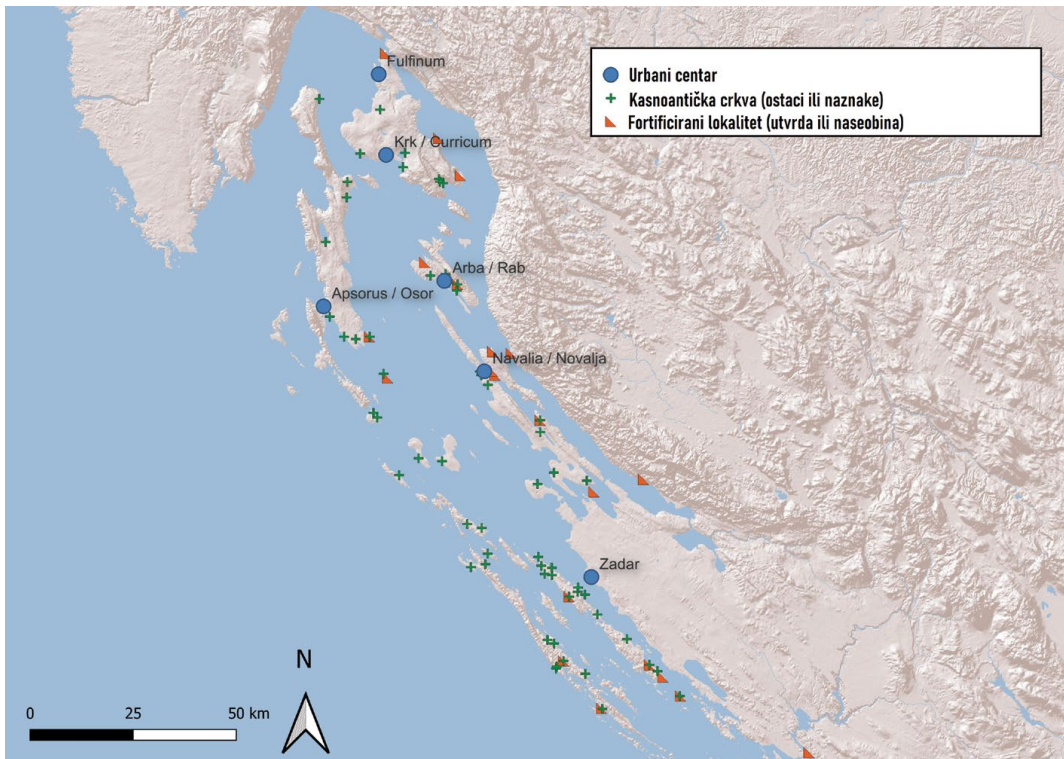 Fulfinum
Urbani centar
Kasnoantička crkva (ostaci ili naznake)
Fortificirani lokalitet (utvrda ili naseobina)
Krk / Curricum
Arba / Rab
Apsorus / Osor
Navalia / Novalja
Zadar
N
0 25 50 km